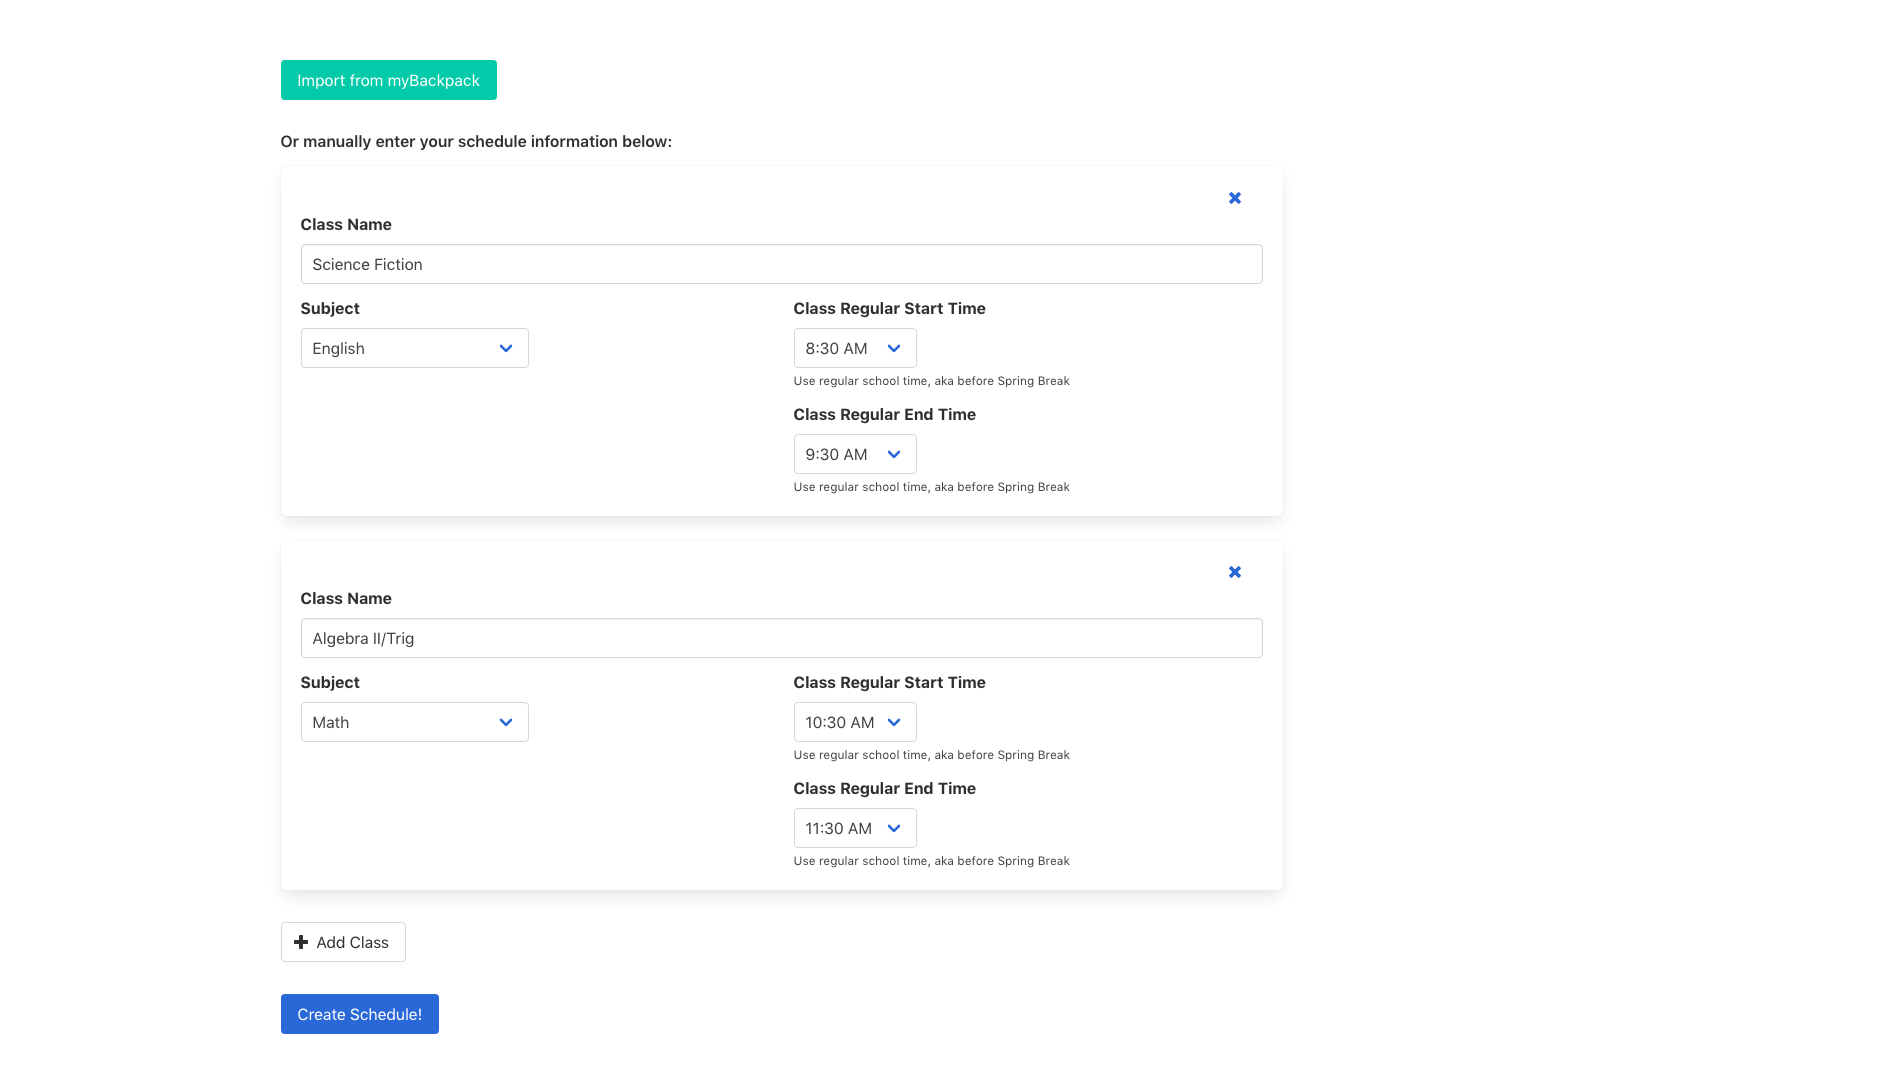 Import from myBackpack
Or manually enter your schedule information below:
Class Name
Science Fiction
Subject
English
Class Regular Start Time
8:30 AM
Use regular school time, aka before Spring Break
Class Regular End Time
9:30 AM
Use regular school time, aka before Spring Break
Class Name
Algebra II/Trig
Subject
Math
Class Regular Start Time
10:30 AM
Use regular school time, aka before Spring Break
Class Regular End Time
11:30 AM
Use regular school time, aka before Spring Break
Add Class
Create Schedule!